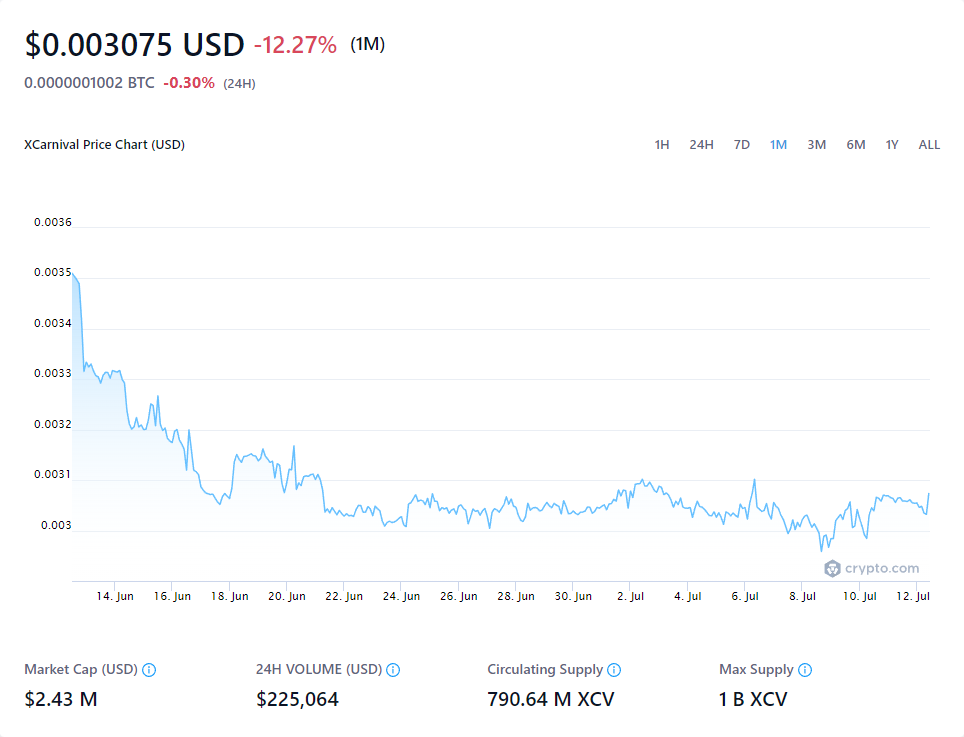 $0.003075 USD -12.27% (1M)
0.0000001002 BTC -0.30% (24H)
XCarnival Price Chart (USD) 1H 24H 7D 1M 3M 6M 1Y ALL
0.0036
0.0035
0.0034
0.0033
0.0032
0.0031
0.003
crypto.com
14. Jun 16. Jun 18. Jun 20. Jun 22. Jun 24. Jun 26. Jun 28. Jun 30. Jun 2. Jul 4. Jul 6. Jul 8. Jul 10. Jul 12. Jul
Market Cap (USD) 24H VOLUME (USD) Circulating Supply Max Supply
$2.43 M $225,064 790.64 M XCV 1 B XCV